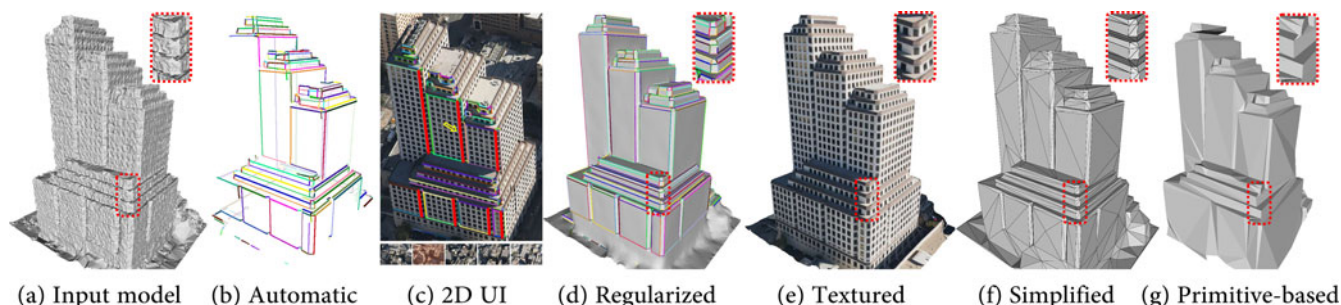 (a) Input model (b) Automatic (c) 2D UI (d) Regularized (e) Textured (f) Simplified (g) Primitive-based